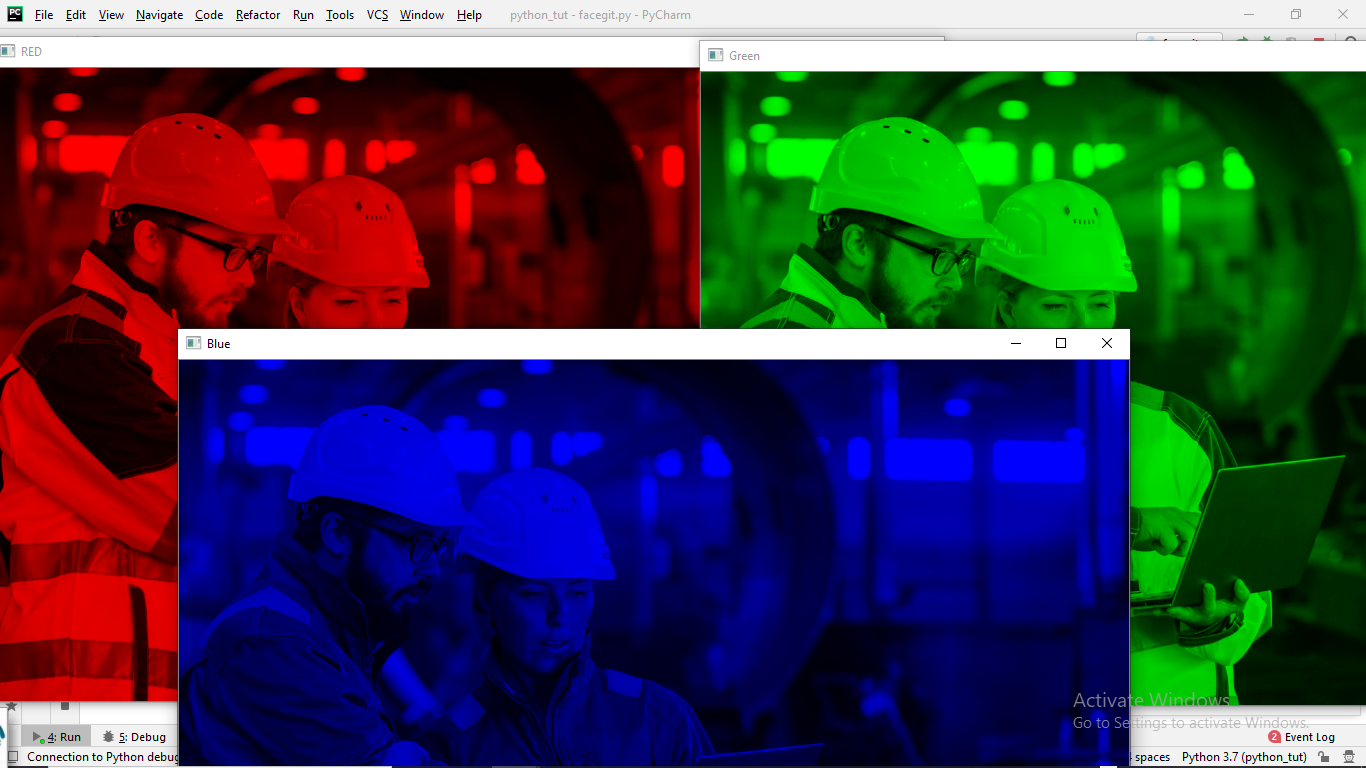 PC File Edit View Navigate Code Refactor Run Tools VCS Window Help python_tut - facegit.py - PyCharm
RED
Green
Blue
Activate Windows
Go to Settings to activate Windows.
4: Run 5: Debug 2 Event Log
Connection to Python debug spaces Python 3.7 (python_tut)